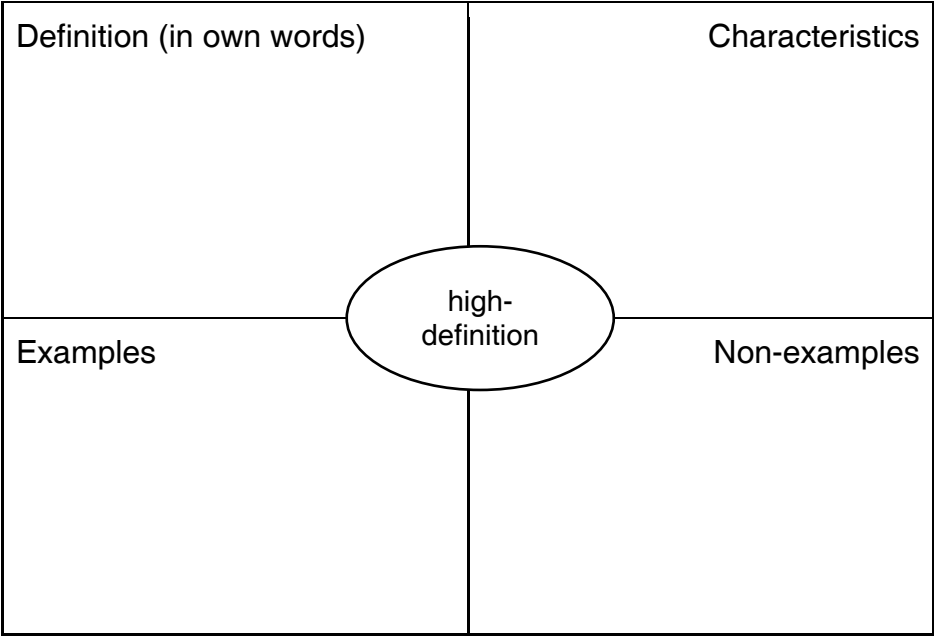 Definition (in own words)
Characteristics
high-
definition
Examples
Non-examples